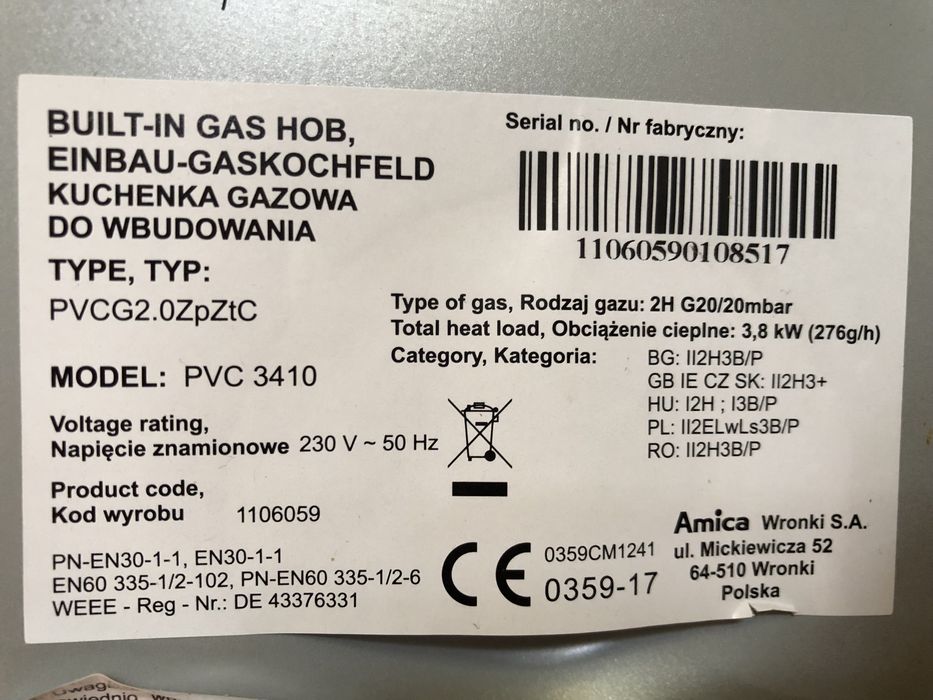 BUILT-IN GAS HOB,
EINBAU-GASKOCHFELD
KUCHENKA GAZOWA
DO WBUDOWANIA
TYPE, TYP:
PVCG2.0ZpZtC
MODEL: PVC 3410
Voltage rating,
Napięcie znamionowe 230 V ~ 50 Hz
Product code,
Kod wyrobu 1106059
PN-EN30-1-1, EN30-1-1
EN60 335-1/2-102, PN-EN60 335-1/2-6
WEEE - Reg - Nr.: DE 43376331
Serial no. / Nr fabryczny:
11060590108517
Type of gas, Rodzaj gazu: 2H G20/20mbar
Total heat load, Obciążenie cieplne: 3,8 kW (276g/h)
Category, Kategoria: BG: II2H3B/P
GB IE CZ SK: II2H3+
HU: I2H ; I3B/P
PL: II2ELwLs3B/P
RO: II2H3B/P
CE 0359CM1241
0359-17
Amica Wronki S.A.
ul. Mickiewicza 52
64-510 Wronki
Polska